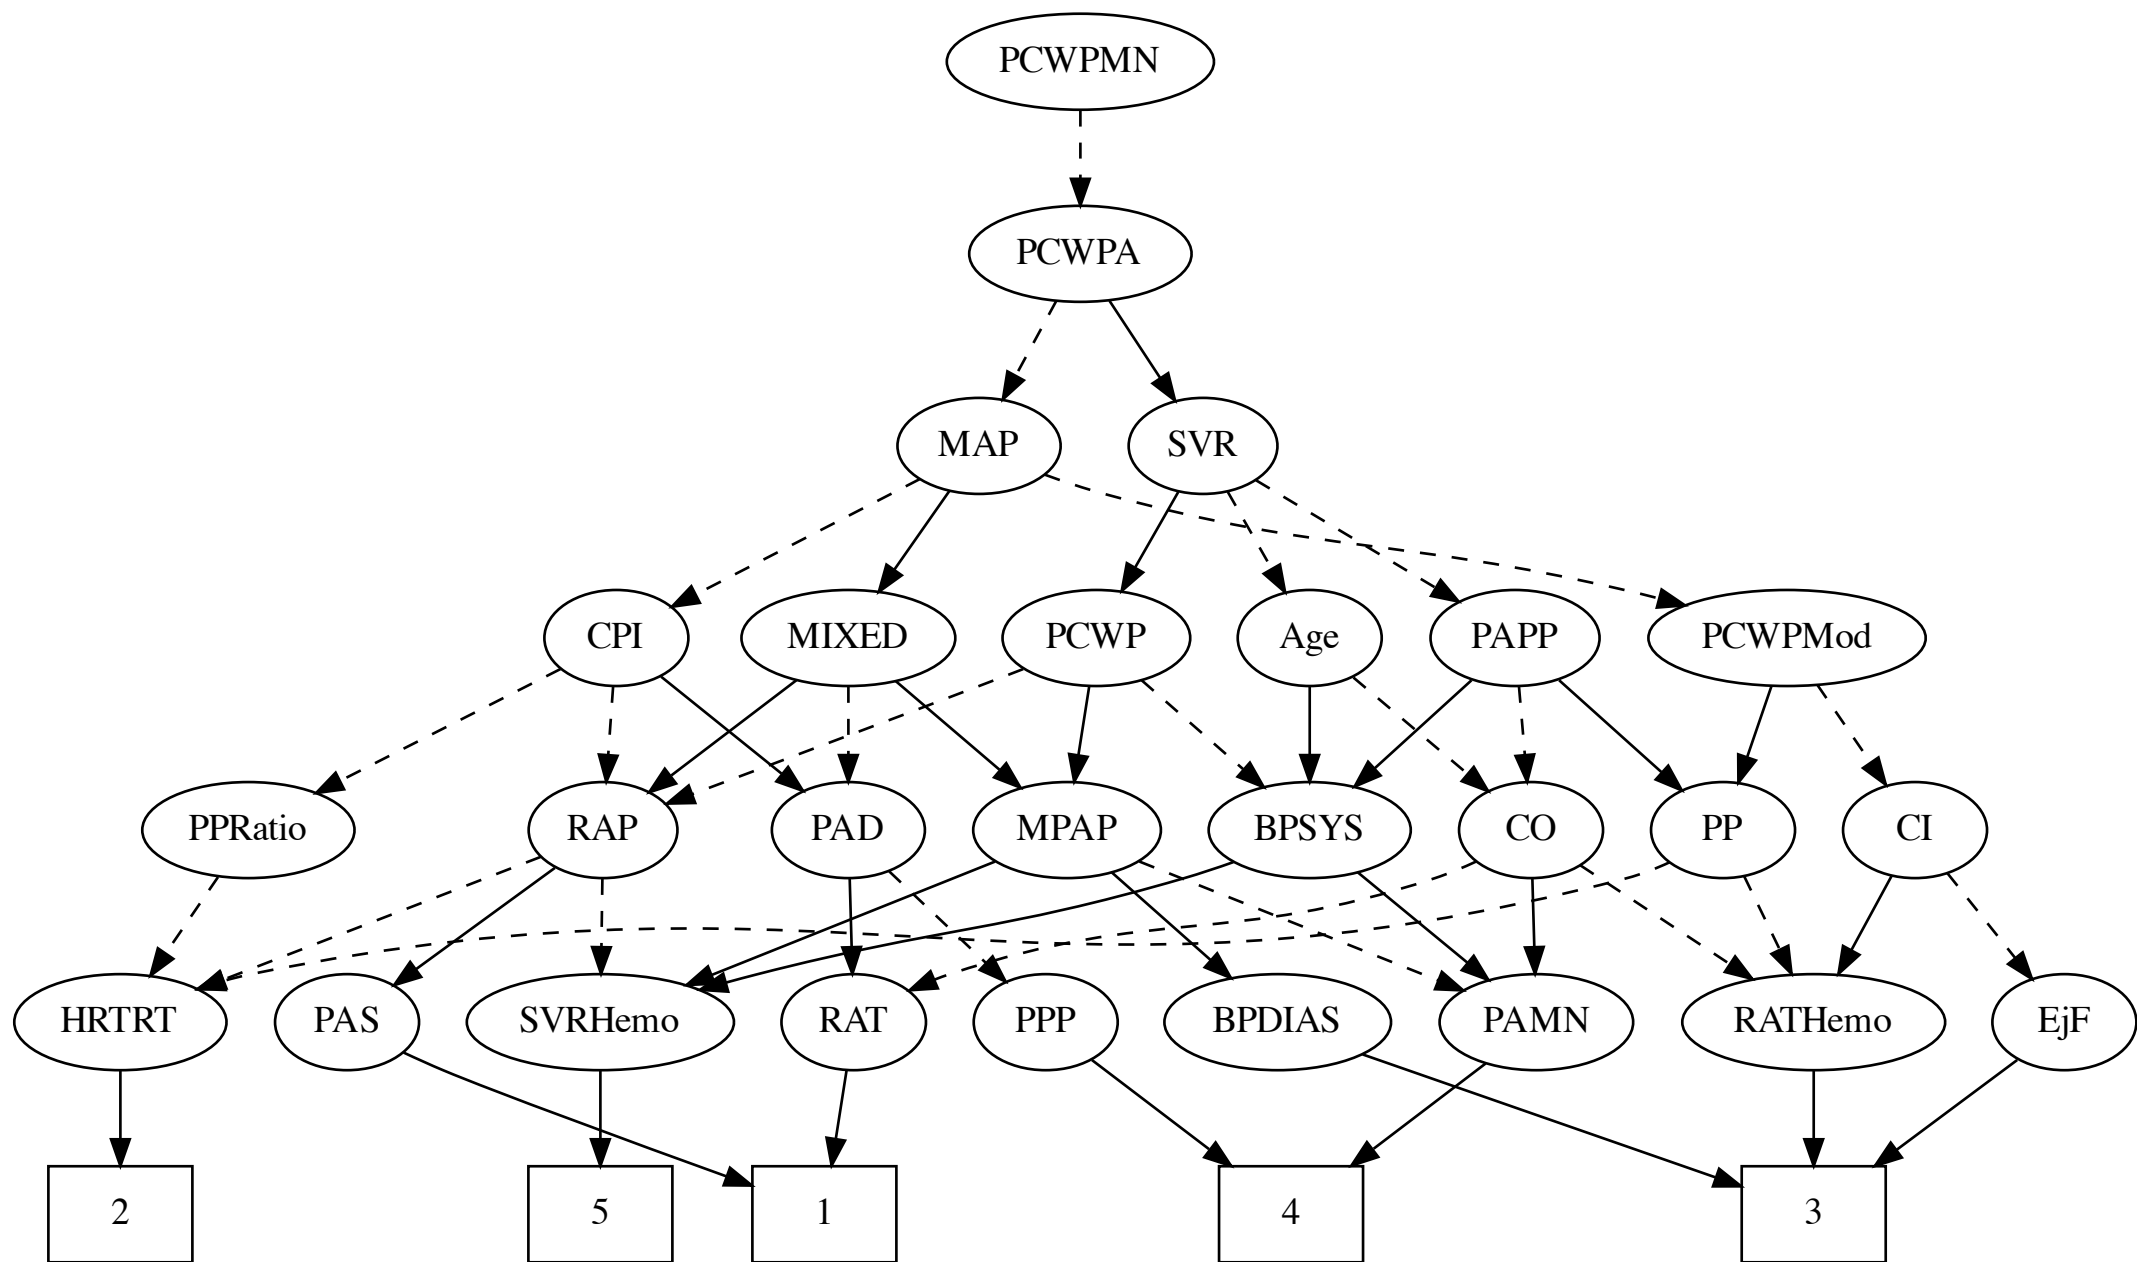 PCWPMN
PCWPA
MAP
SVR
CPI
MIXED
PCWP
Age
PAPP
PCWPMod
PPRatio
RAP
PAD
MPAP
BPSYS
CO
PP
CI
HRTRT
PAS
SVRHemo
RAT
PPP
BPDIAS
PAMN
RATHemo
EjF
2
5
1
4
3